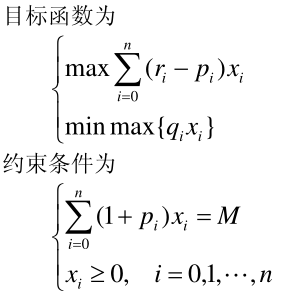 目标函数为
max∑_{i=0}^{n}(r_i − p_i)x_i
min max{q_i x_i}
约束条件为
∑_{i=0}^{n}(1 + p_i)x_i = M
x_i ≥ 0, i = 0,1,⋯,n